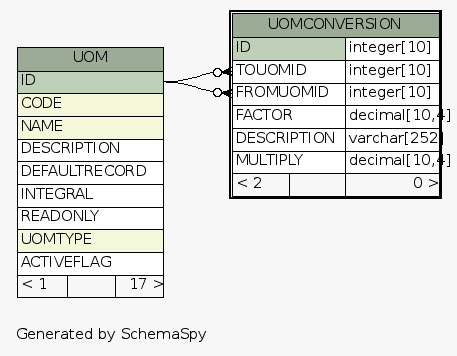 UOM
ID
CODE
NAME
DESCRIPTION
DEFAULTRECORD
INTEGRAL
READONLY
UOMTYPE
ACTIVEFLAG
< 1 17 >
UOMCONVERSION
ID integer[10]
TOUOMID integer[10]
FROMUOMID integer[10]
FACTOR decimal[10,4]
DESCRIPTION varchar[252]
MULTIPLY decimal[10,4]
< 2 0 >
Generated by SchemaSpy